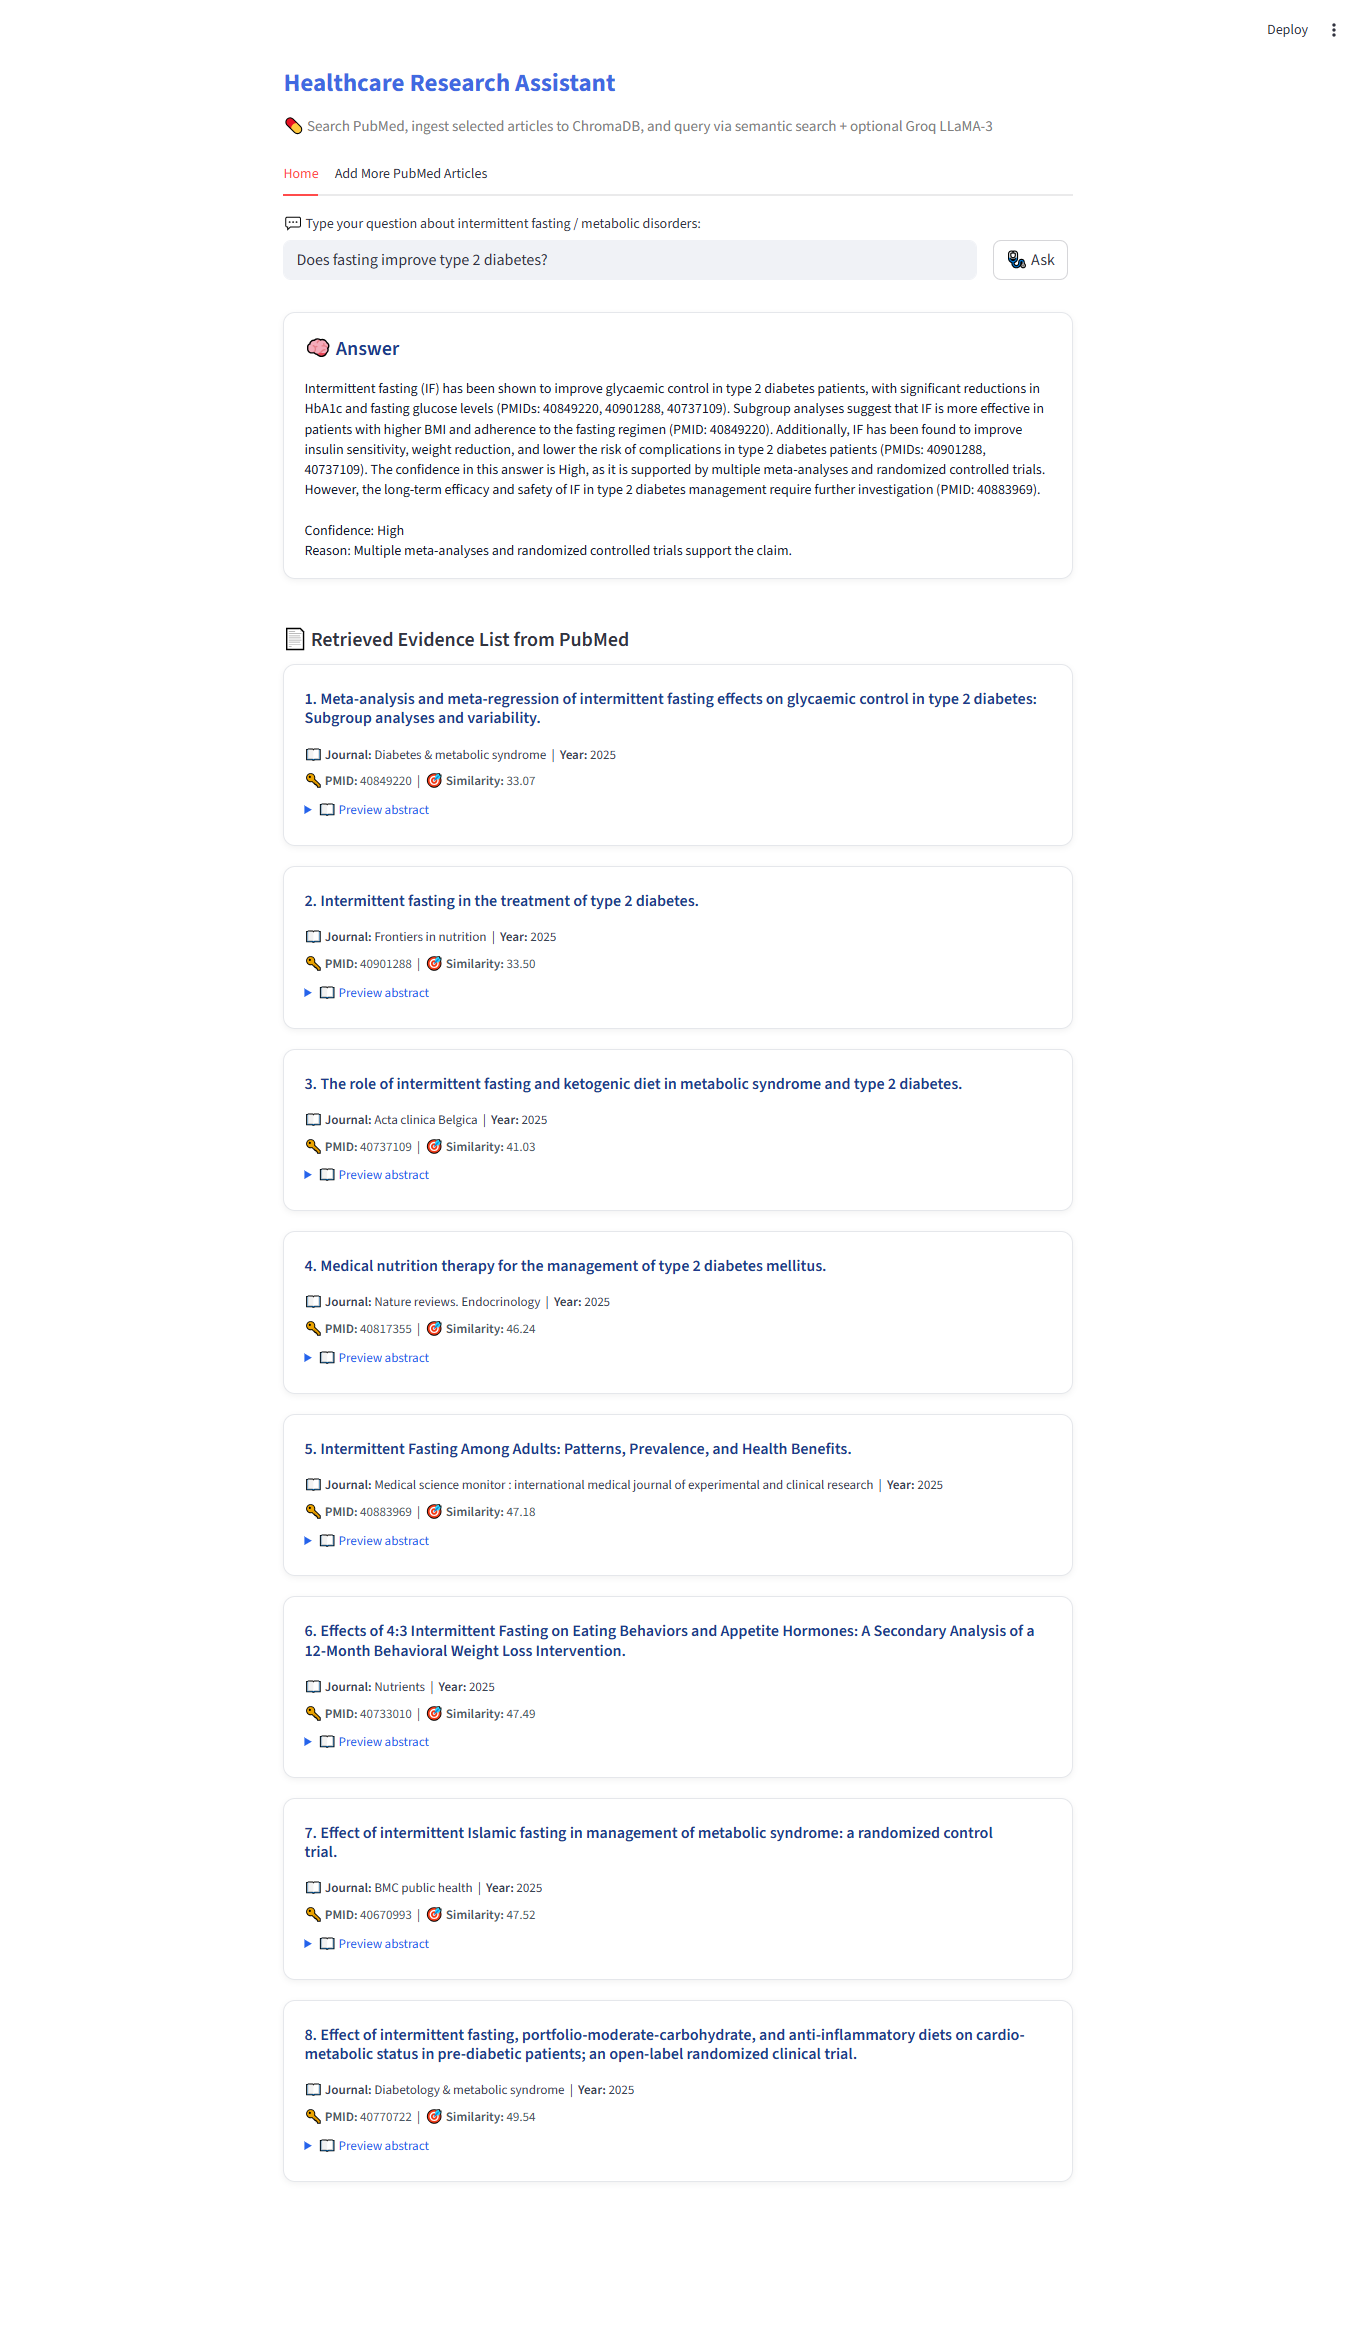 Deploy
Healthcare Research Assistant
Search PubMed, ingest selected articles to ChromaDB, and query via semantic search + optional Groq LLaMA-3
Home Add More PubMed Articles
Type your question about intermittent fasting / metabolic disorders:
Does fasting improve type 2 diabetes?
Ask
Answer
Intermittent fasting (IF) has been shown to improve glycaemic control in type 2 diabetes patients, with significant reductions in
HbA1c and fasting glucose levels (PMIDs: 40849220, 40901288, 40737109). Subgroup analyses suggest that IF is more effective in
patients with higher BMI and adherence to the fasting regimen (PMID: 40849220). Additionally, IF has been found to improve
insulin sensitivity, weight reduction, and lower the risk of complications in type 2 diabetes patients (PMIDs: 40901288,
40737109). The confidence in this answer is High, as it is supported by multiple meta-analyses and randomized controlled trials.
However, the long-term efficacy and safety of IF in type 2 diabetes management require further investigation (PMID: 40883969).
Confidence: High
Reason: Multiple meta-analyses and randomized controlled trials support the claim.
Retrieved Evidence List from PubMed
1. Meta-analysis and meta-regression of intermittent fasting effects on glycaemic control in type 2 diabetes:
Subgroup analyses and variability.
Journal: Diabetes & metabolic syndrome | Year: 2025
PMID: 40849220 | Similarity: 33.07
Preview abstract
2. Intermittent fasting in the treatment of type 2 diabetes.
Journal: Frontiers in nutrition | Year: 2025
PMID: 40901288 | Similarity: 33.50
Preview abstract
3. The role of intermittent fasting and ketogenic diet in metabolic syndrome and type 2 diabetes.
Journal: Acta clinica Belgica | Year: 2025
PMID: 40737109 | Similarity: 41.03
Preview abstract
4. Medical nutrition therapy for the management of type 2 diabetes mellitus.
Journal: Nature reviews. Endocrinology | Year: 2025
PMID: 40817355 | Similarity: 46.24
Preview abstract
5. Intermittent Fasting Among Adults: Patterns, Prevalence, and Health Benefits.
Journal: Medical science monitor : international medical journal of experimental and clinical research | Year: 2025
PMID: 40883969 | Similarity: 47.18
Preview abstract
6. Effects of 4:3 Intermittent Fasting on Eating Behaviors and Appetite Hormones: A Secondary Analysis of a
12-Month Behavioral Weight Loss Intervention.
Journal: Nutrients | Year: 2025
PMID: 40733010 | Similarity: 47.49
Preview abstract
7. Effect of intermittent Islamic fasting in management of metabolic syndrome: a randomized control
trial.
Journal: BMC public health | Year: 2025
PMID: 40670993 | Similarity: 47.52
Preview abstract
8. Effect of intermittent fasting, portfolio-moderate-carbohydrate, and anti-inflammatory diets on cardio-
metabolic status in pre-diabetic patients; an open-label randomized clinical trial.
Journal: Diabetology & metabolic syndrome | Year: 2025
PMID: 40770722 | Similarity: 49.54
Preview abstract